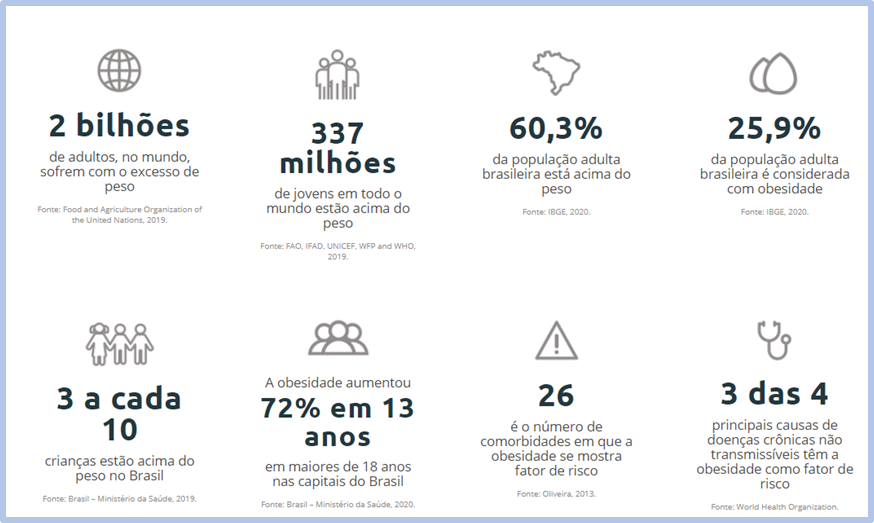 2 bilhões
de adultos, no mundo,
sofrem com o excesso de
peso
Fonte: Food and Agriculture Organization of
the United Nations, 2019.
337
milhões
de jovens em todo o
mundo estão acima do
peso
Fonte: FAO, IFAD, UNICEF, WFP and WHO,
2019.
60,3%
da população adulta
brasileira está acima do
peso
Fonte: IBGE, 2020.
25,9%
da população adulta
brasileira é considerada
com obesidade
Fonte: IBGE, 2020.
3 a cada
10
crianças estão acima do
peso no Brasil
Fonte: Brasil – Ministério da Saúde, 2019.
A obesidade aumentou
72% em 13
anos
em maiores de 18 anos
nas capitais do Brasil
Fonte: Brasil – Ministério da Saúde, 2020.
26
é o número de
comorbidades em que a
obesidade se mostra
fator de risco
Fonte: Oliveira, 2013.
3 das 4
principais causas de
doenças crônicas não
transmissíveis têm a
obesidade como fator de
risco
Fonte: World Health Organization.